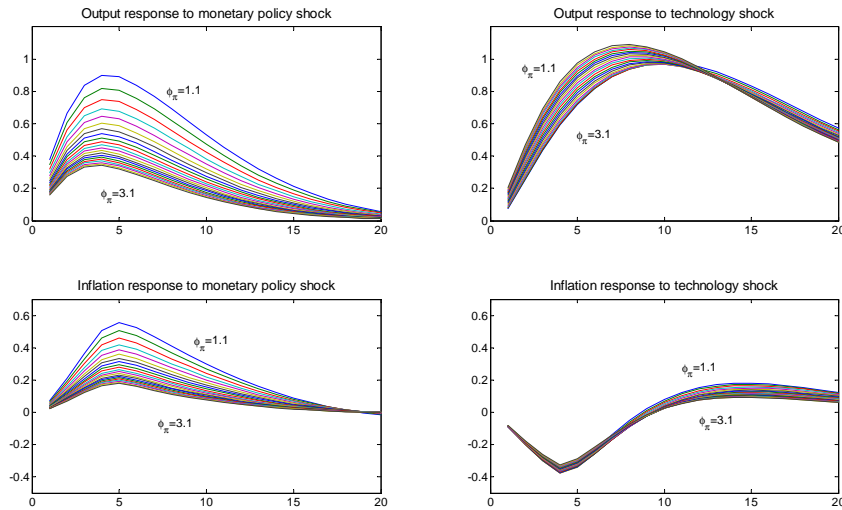 Output response to monetary policy shock
1
0.8
0.6
0.4
0.2
0
0 5 10 15 20
ϕπ=1.1
ϕπ=3.1
Output response to technology shock
1
0.8
0.6
0.4
0.2
0
0 5 10 15 20
ϕπ=1.1
ϕπ=3.1
Inflation response to monetary policy shock
0.6
0.4
0.2
0
-0.2
-0.4
0 5 10 15 20
ϕπ=1.1
ϕπ=3.1
Inflation response to technology shock
0.6
0.4
0.2
0
-0.2
-0.4
0 5 10 15 20
ϕπ=1.1
ϕπ=3.1